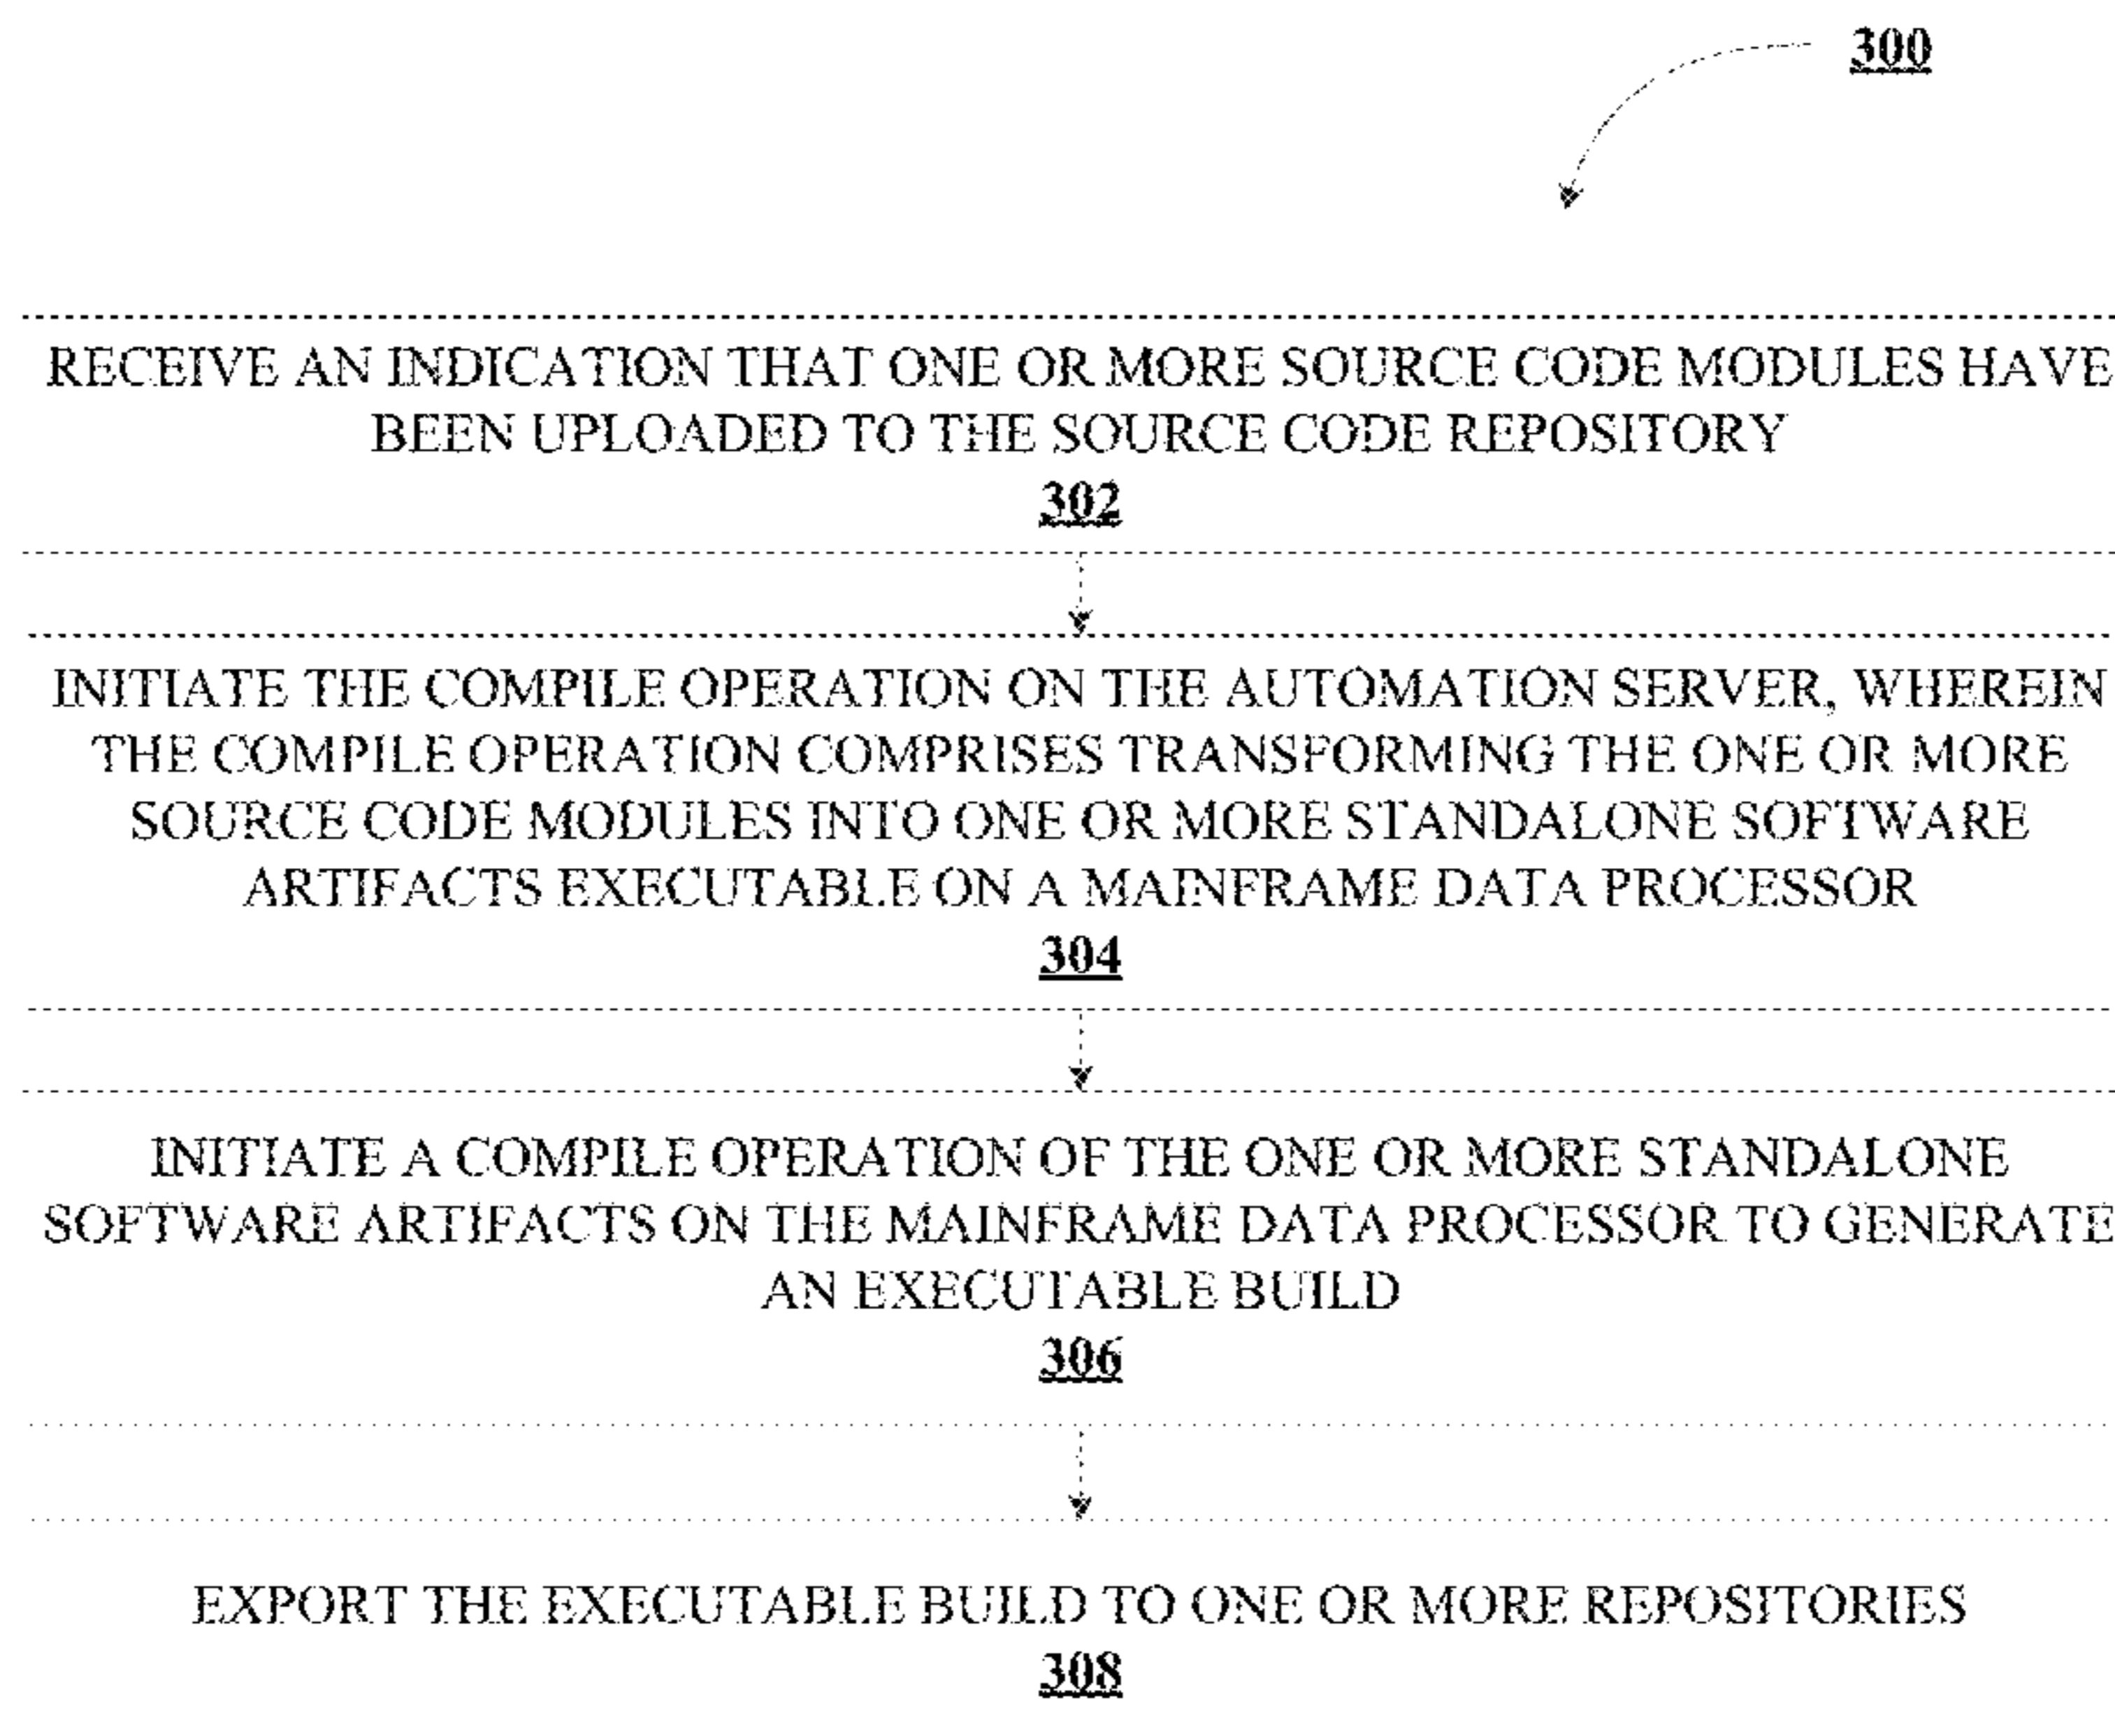 300
RECEIVE AN INDICATION THAT ONE OR MORE SOURCE CODE MODULES HAVE
BEEN UPLOADED TO THE SOURCE CODE REPOSITORY
302
INITIATE THE COMPILE OPERATION ON THE AUTOMATION SERVER, WHEREIN
THE COMPILE OPERATION COMPRISES TRANSFORMING THE ONE OR MORE
SOURCE CODE MODULES INTO ONE OR MORE STANDALONE SOFTWARE
ARTIFACTS EXECUTABLE ON A MAINFRAME DATA PROCESSOR
304
INITIATE A COMPILE OPERATION OF THE ONE OR MORE STANDALONE
SOFTWARE ARTIFACTS ON THE MAINFRAME DATA PROCESSOR TO GENERATE
AN EXECUTABLE BUILD
306
EXPORT THE EXECUTABLE BUILD TO ONE OR MORE REPOSITORIES
308